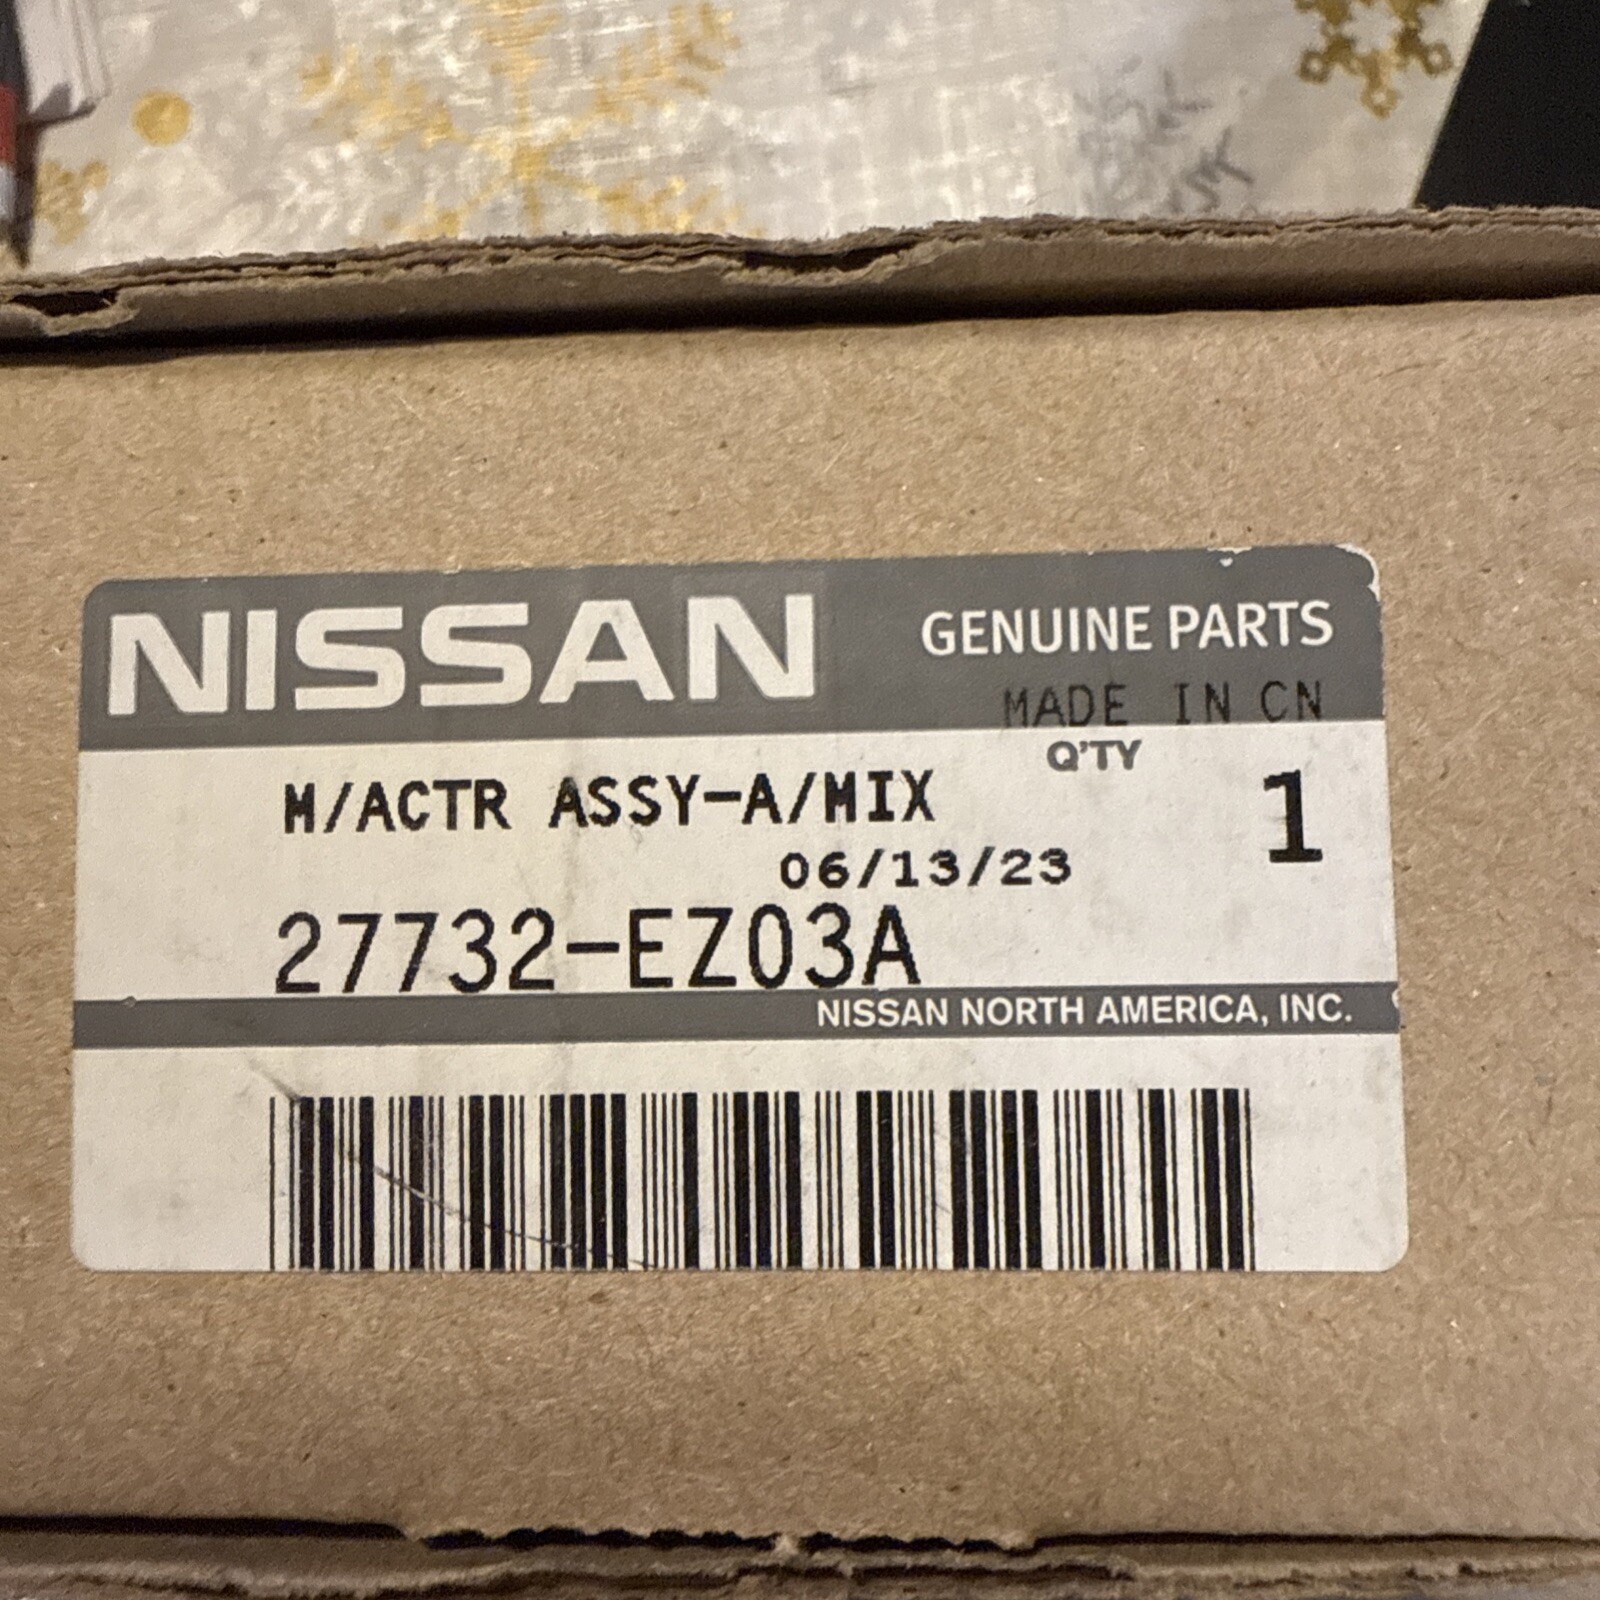 NISSAN
GENUINE PARTS
MADE IN CN
Q'TY
M/ACTR ASSY-A/MIX
1
06/13/23
27732-EZ03A
NISSAN NORTH AMERICA, INC.